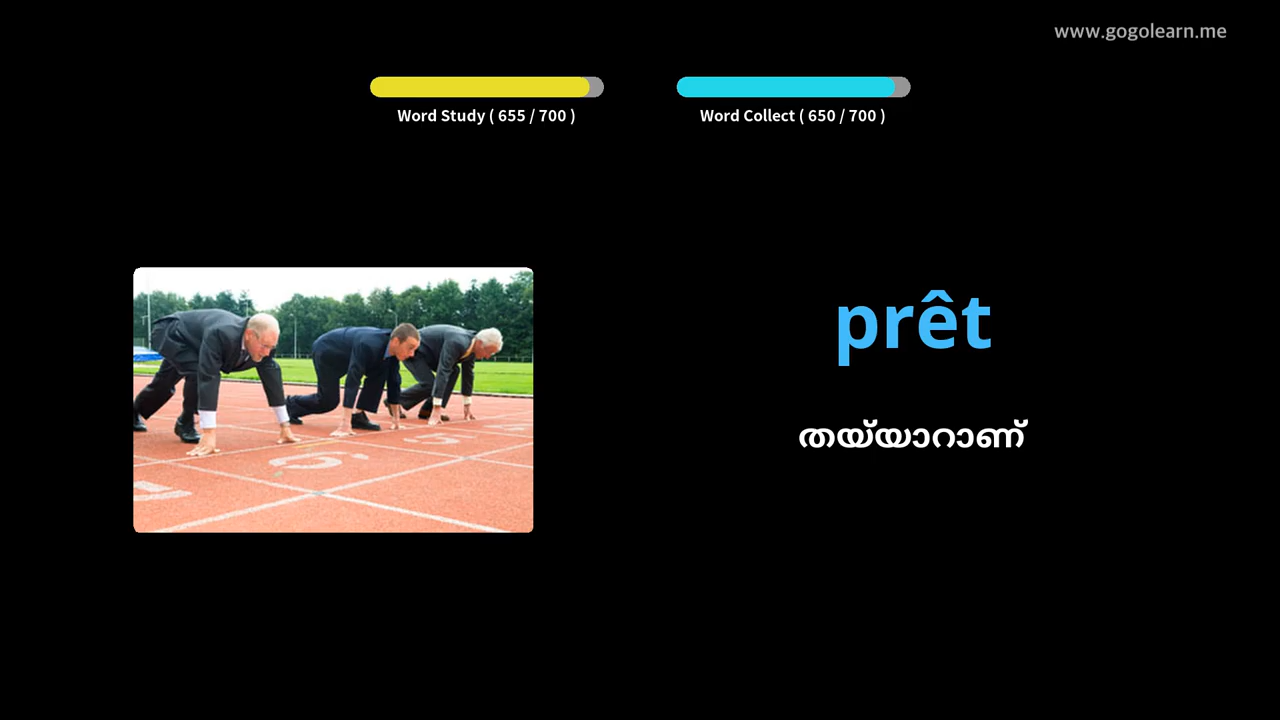 www.gogolearn.me
Word Study ( 655 / 700 )
Word Collect ( 650 / 700 )
prêt
തയ്യാറാണ്